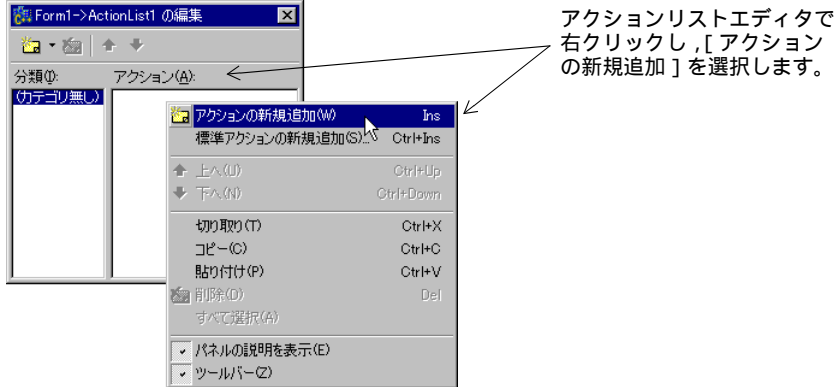 Form1->ActionList1 の編集
アクションリストエディタで
右クリックし , [ アクション
の新規追加 ] を選択します。
分類(I): アクション(A):
(カテゴリ無し)
アクションの新規追加(W) Ins
標準アクションの新規追加(S)... Ctrl+Ins
上へ(U) Ctrl+Up
下へ(N) Ctrl+Down
切り取り(T) Ctrl+X
コピー(C) Ctrl+C
貼り付け(P) Ctrl+V
削除(D) Del
すべて選択(A)
パネルの説明を表示(E)
ツールバー(Z)